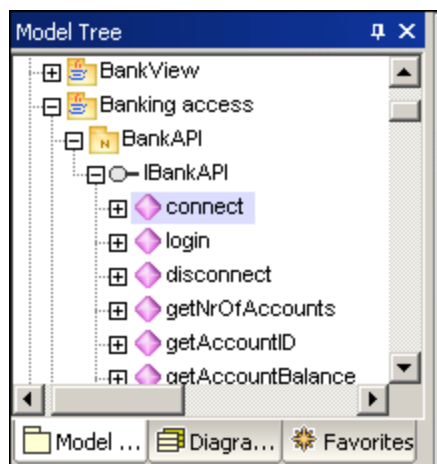 Model Tree
BankView
Banking access
N BankAPI
IBankAPI
connect
login
disconnect
getNrOfAccounts
getAccountID
getAccountBalance
Model ... Diagra... Favorites